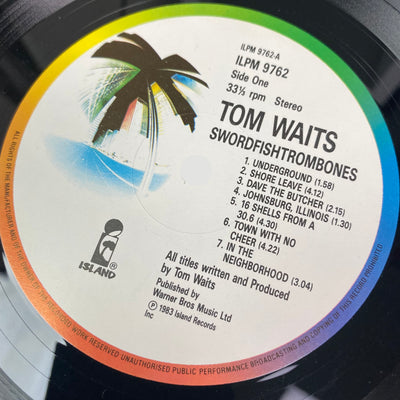 ILPM 9762-A
ILPM 9762
Side One
33⅓ rpm Stereo
TOM WAITS
SWORDFISHTROMBONES
1. UNDERGROUND (1.58)
2. SHORE LEAVE (4.12)
3. DAVE THE BUTCHER (2.15)
4. JOHNSBURG, ILLINOIS (1.30)
5. 16 SHELLS FROM A
30.6 (4.30)
6. TOWN WITH NO
CHEER (4.22)
7. IN THE
NEIGHBORHOOD (3.04)
All titles written and Produced
by Tom Waits
Published by
Warner Bros Music Ltd
℗ 1983 Island Records
Inc
i
ISLAND®
ALL RIGHTS OF THE MANUFACTURER AND OF THE OWNER OF THE RECORDED WORK RESERVED UNAUTHORISED PUBLIC PERFORMANCE BROADCASTING AND COPYING OF THIS RECORD PROHIBITED